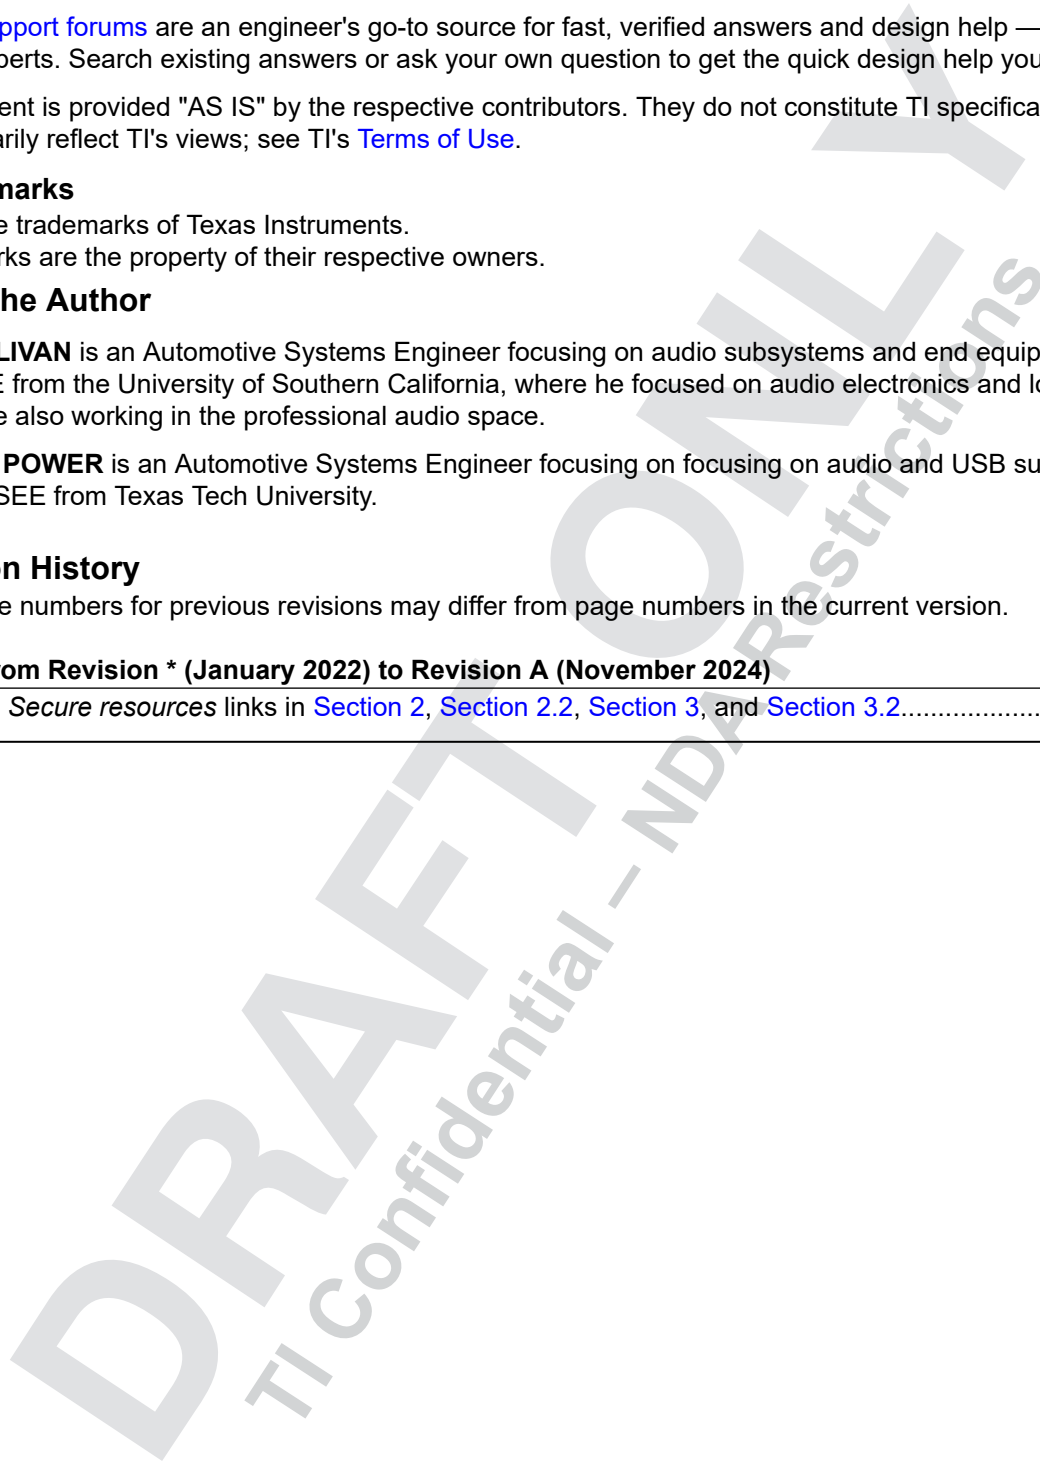 pport forums are an engineer's go-to source for fast, verified answers and design help —
perts. Search existing answers or ask your own question to get the quick design help you
ent is provided "AS IS" by the respective contributors. They do not constitute TI specifica
arily reflect TI's views; see TI's Terms of Use.
marks
e trademarks of Texas Instruments.
rks are the property of their respective owners.
he Author
LIVAN is an Automotive Systems Engineer focusing on audio subsystems and end equip
E from the University of Southern California, where he focused on audio electronics and lo
e also working in the professional audio space.
POWER is an Automotive Systems Engineer focusing on focusing on audio and USB su
SEE from Texas Tech University.
on History
e numbers for previous revisions may differ from page numbers in the current version.
rom Revision * (January 2022) to Revision A (November 2024)
Secure resources links in Section 2, Section 2.2, Section 3, and Section 3.2..................
DRAFT ONLY
TI Confidential – NDA Restrictions